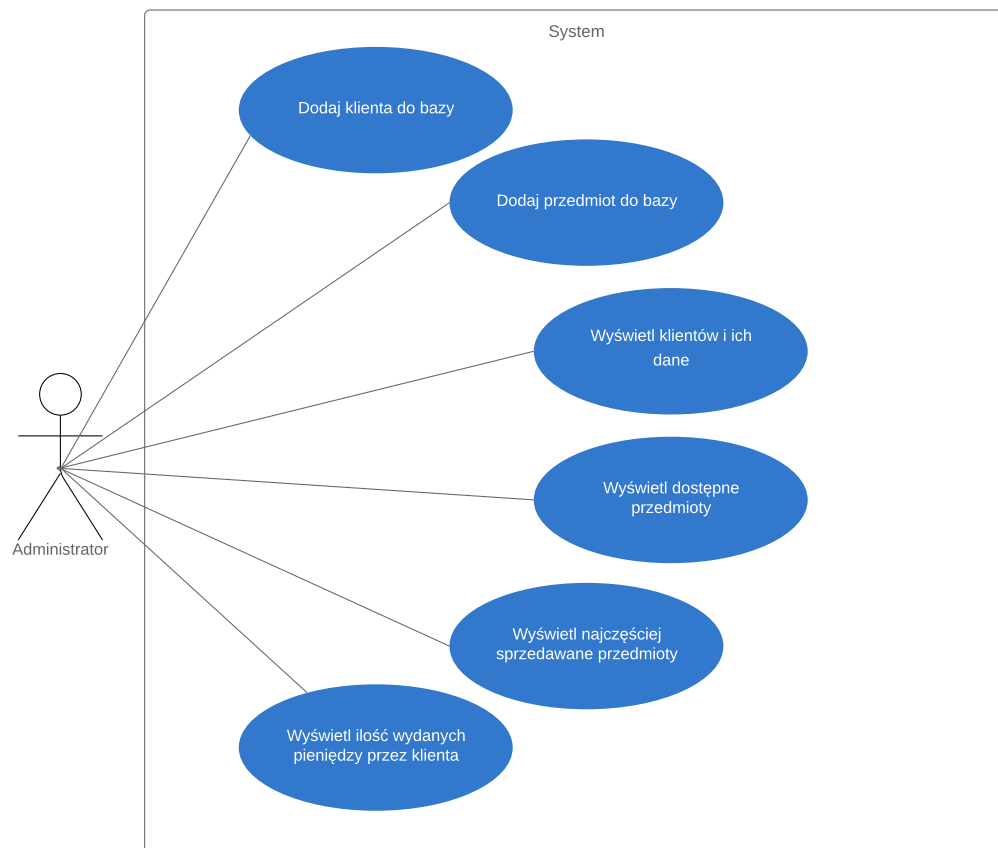 System
Dodaj klienta do bazy
Dodaj przedmiot do bazy
Wyświetl klientów i ich
dane
Wyświetl dostępne
przedmioty
Administrator
Wyświetl najczęściej
sprzedawane przedmioty
Wyświetl ilość wydanych
pieniędzy przez klienta